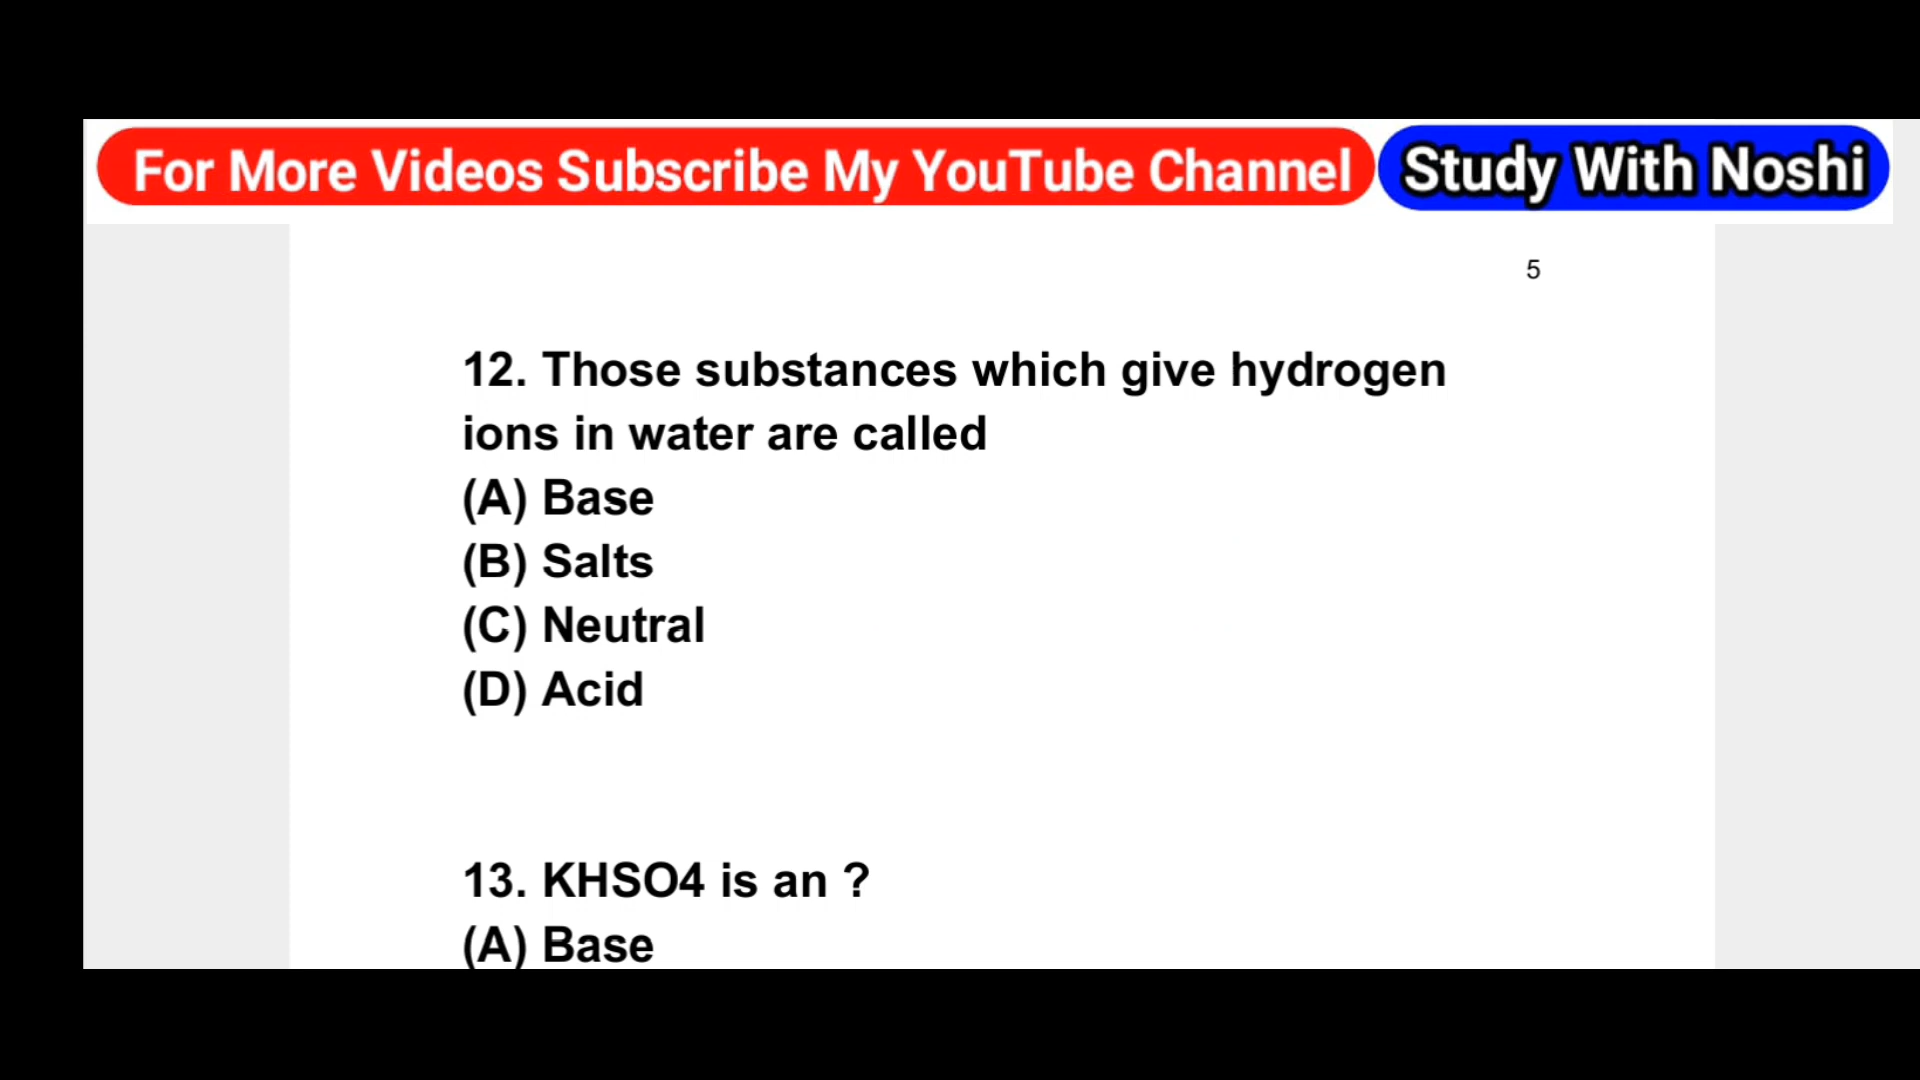 For More Videos Subscribe My YouTube Channel Study With Noshi
5
12. Those substances which give hydrogen
ions in water are called
(A) Base
(B) Salts
(C) Neutral
(D) Acid
13. KHSO4 is an ?
(A) Base